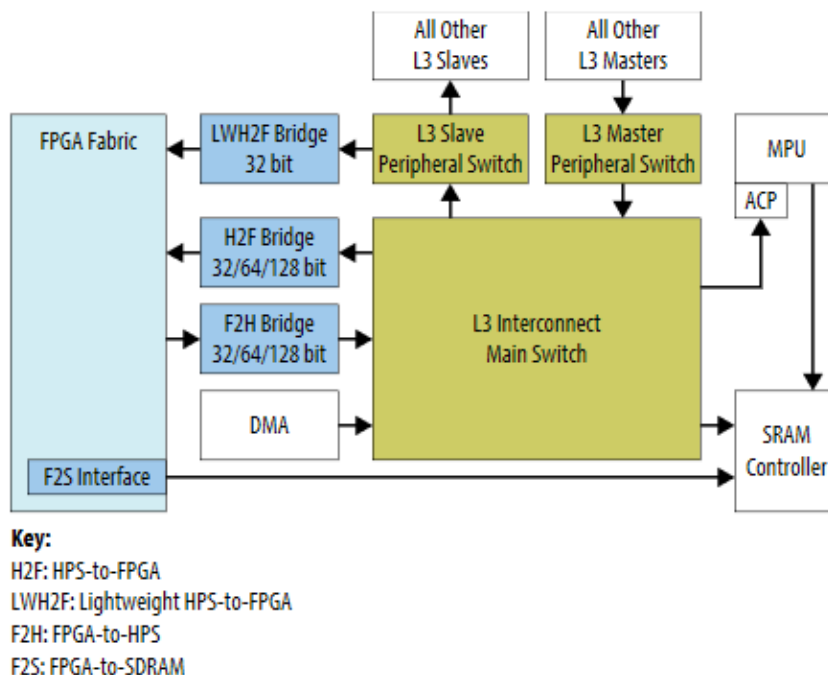 All Other
L3 Slaves
All Other
L3 Masters
FPGA Fabric
LWH2F Bridge
32 bit
L3 Slave
Peripheral Switch
L3 Master
Peripheral Switch
MPU
ACP
H2F Bridge
32/64/128 bit
F2H Bridge
32/64/128 bit
L3 Interconnect
Main Switch
DMA
SRAM
Controller
F2S Interface
Key:
H2F: HPS-to-FPGA
LWH2F: Lightweight HPS-to-FPGA
F2H: FPGA-to-HPS
F2S: FPGA-to-SDRAM